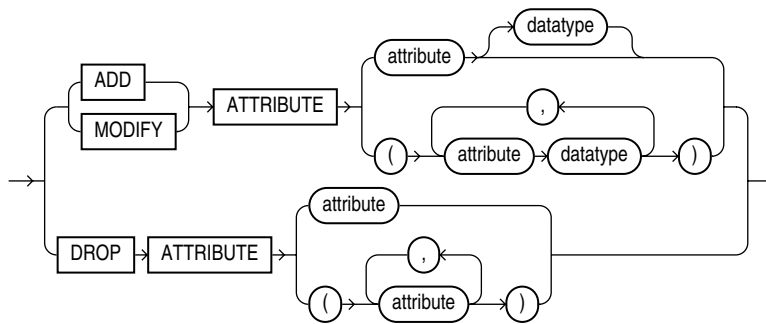 datatype
ADD
attribute
ATTRIBUTE
MODIFY
,
( attribute datatype )
attribute
DROP ATTRIBUTE
,
( attribute )